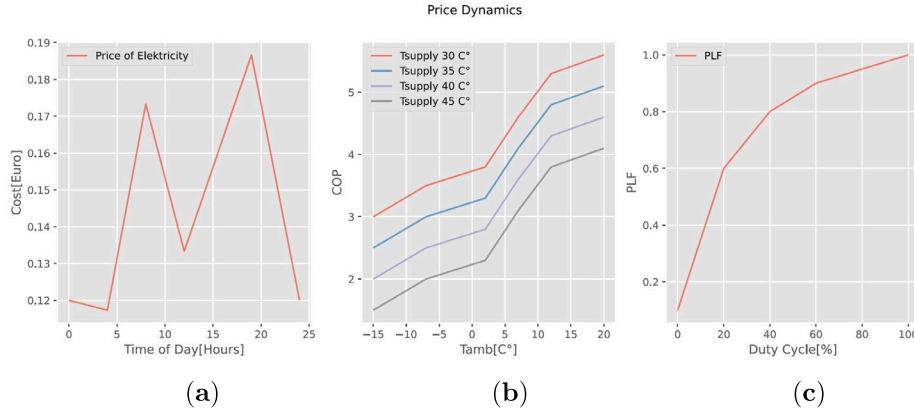 Price Dynamics
Price of Elektricity
0.19
0.18
0.17
0.16
0.15
0.14
0.13
0.12
Cost[Euro]
0
5
10
15
20
25
Time of Day[Hours]
(a)
Tsupply 30 C°
Tsupply 35 C°
Tsupply 40 C°
Tsupply 45 C°
5
4
3
2
COP
−15
−10
−5
0
5
10
15
20
Tamb[C°]
(b)
PLF
1.0
0.8
0.6
0.4
0.2
PLF
0
20
40
60
80
100
Duty Cycle[%]
(c)